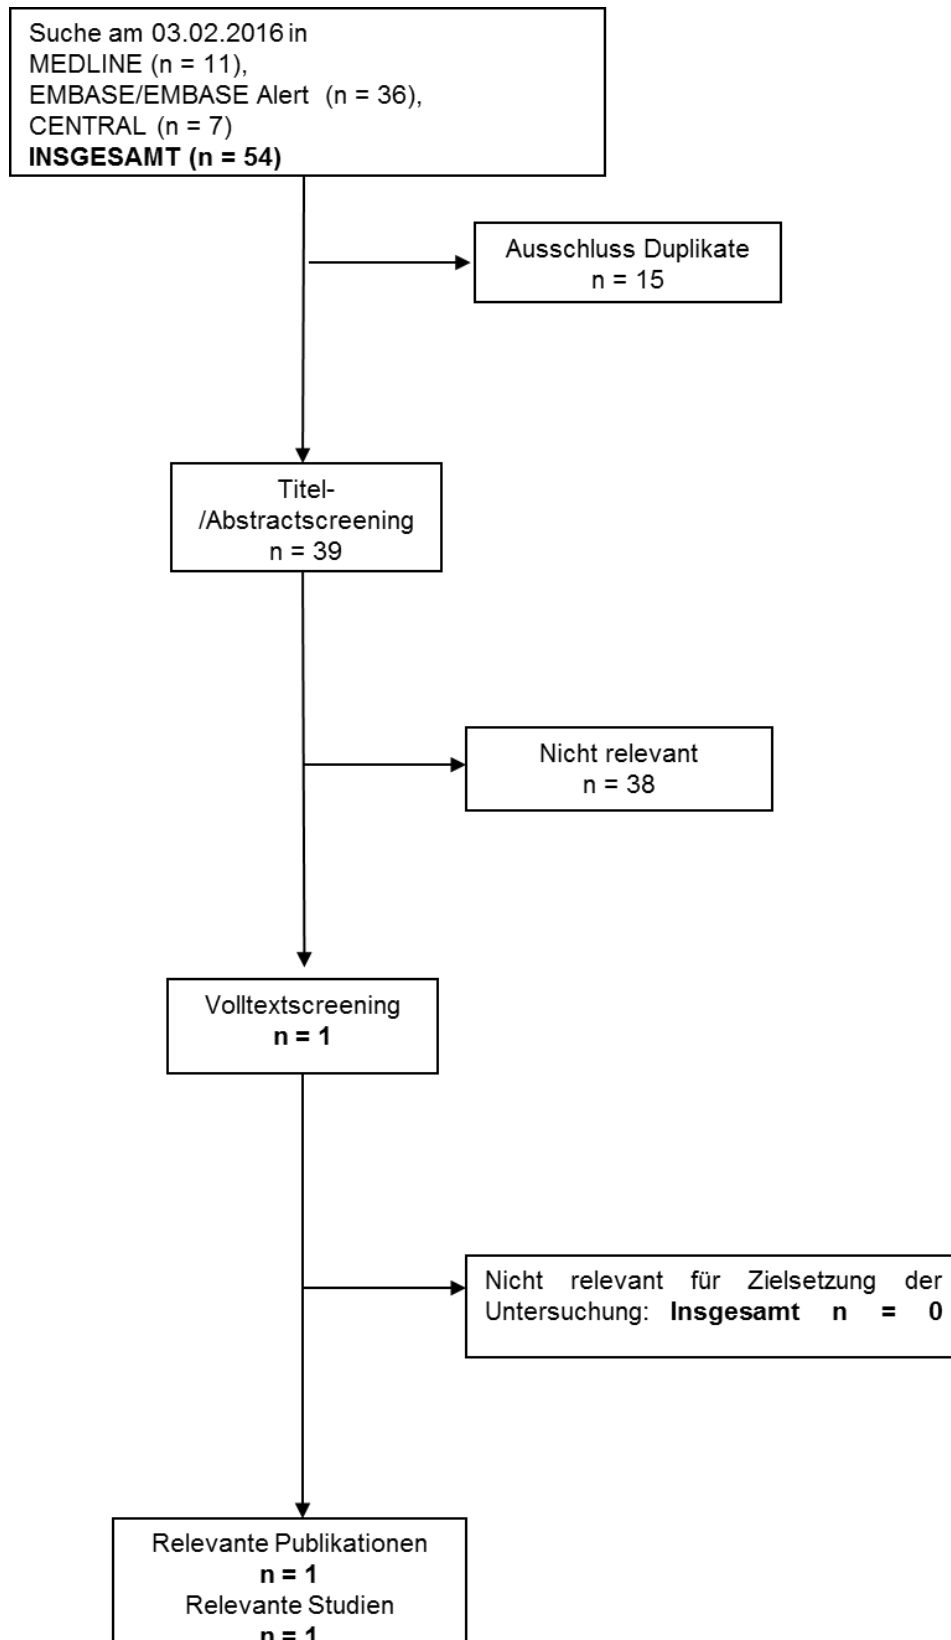 Suche am 03.02.2016 in
MEDLINE (n = 11),
EMBASE/EMBASE Alert (n = 36),
CENTRAL (n = 7)
INSGESAMT (n = 54)
Ausschluss Duplikate
n = 15
Titel-
/Abstractscreening
n = 39
Nicht relevant
n = 38
Volltextscreening
n = 1
Nicht relevant für Zielsetzung der
Untersuchung: Insgesamt n = 0
Relevante Publikationen
n = 1
Relevante Studien
n = 1